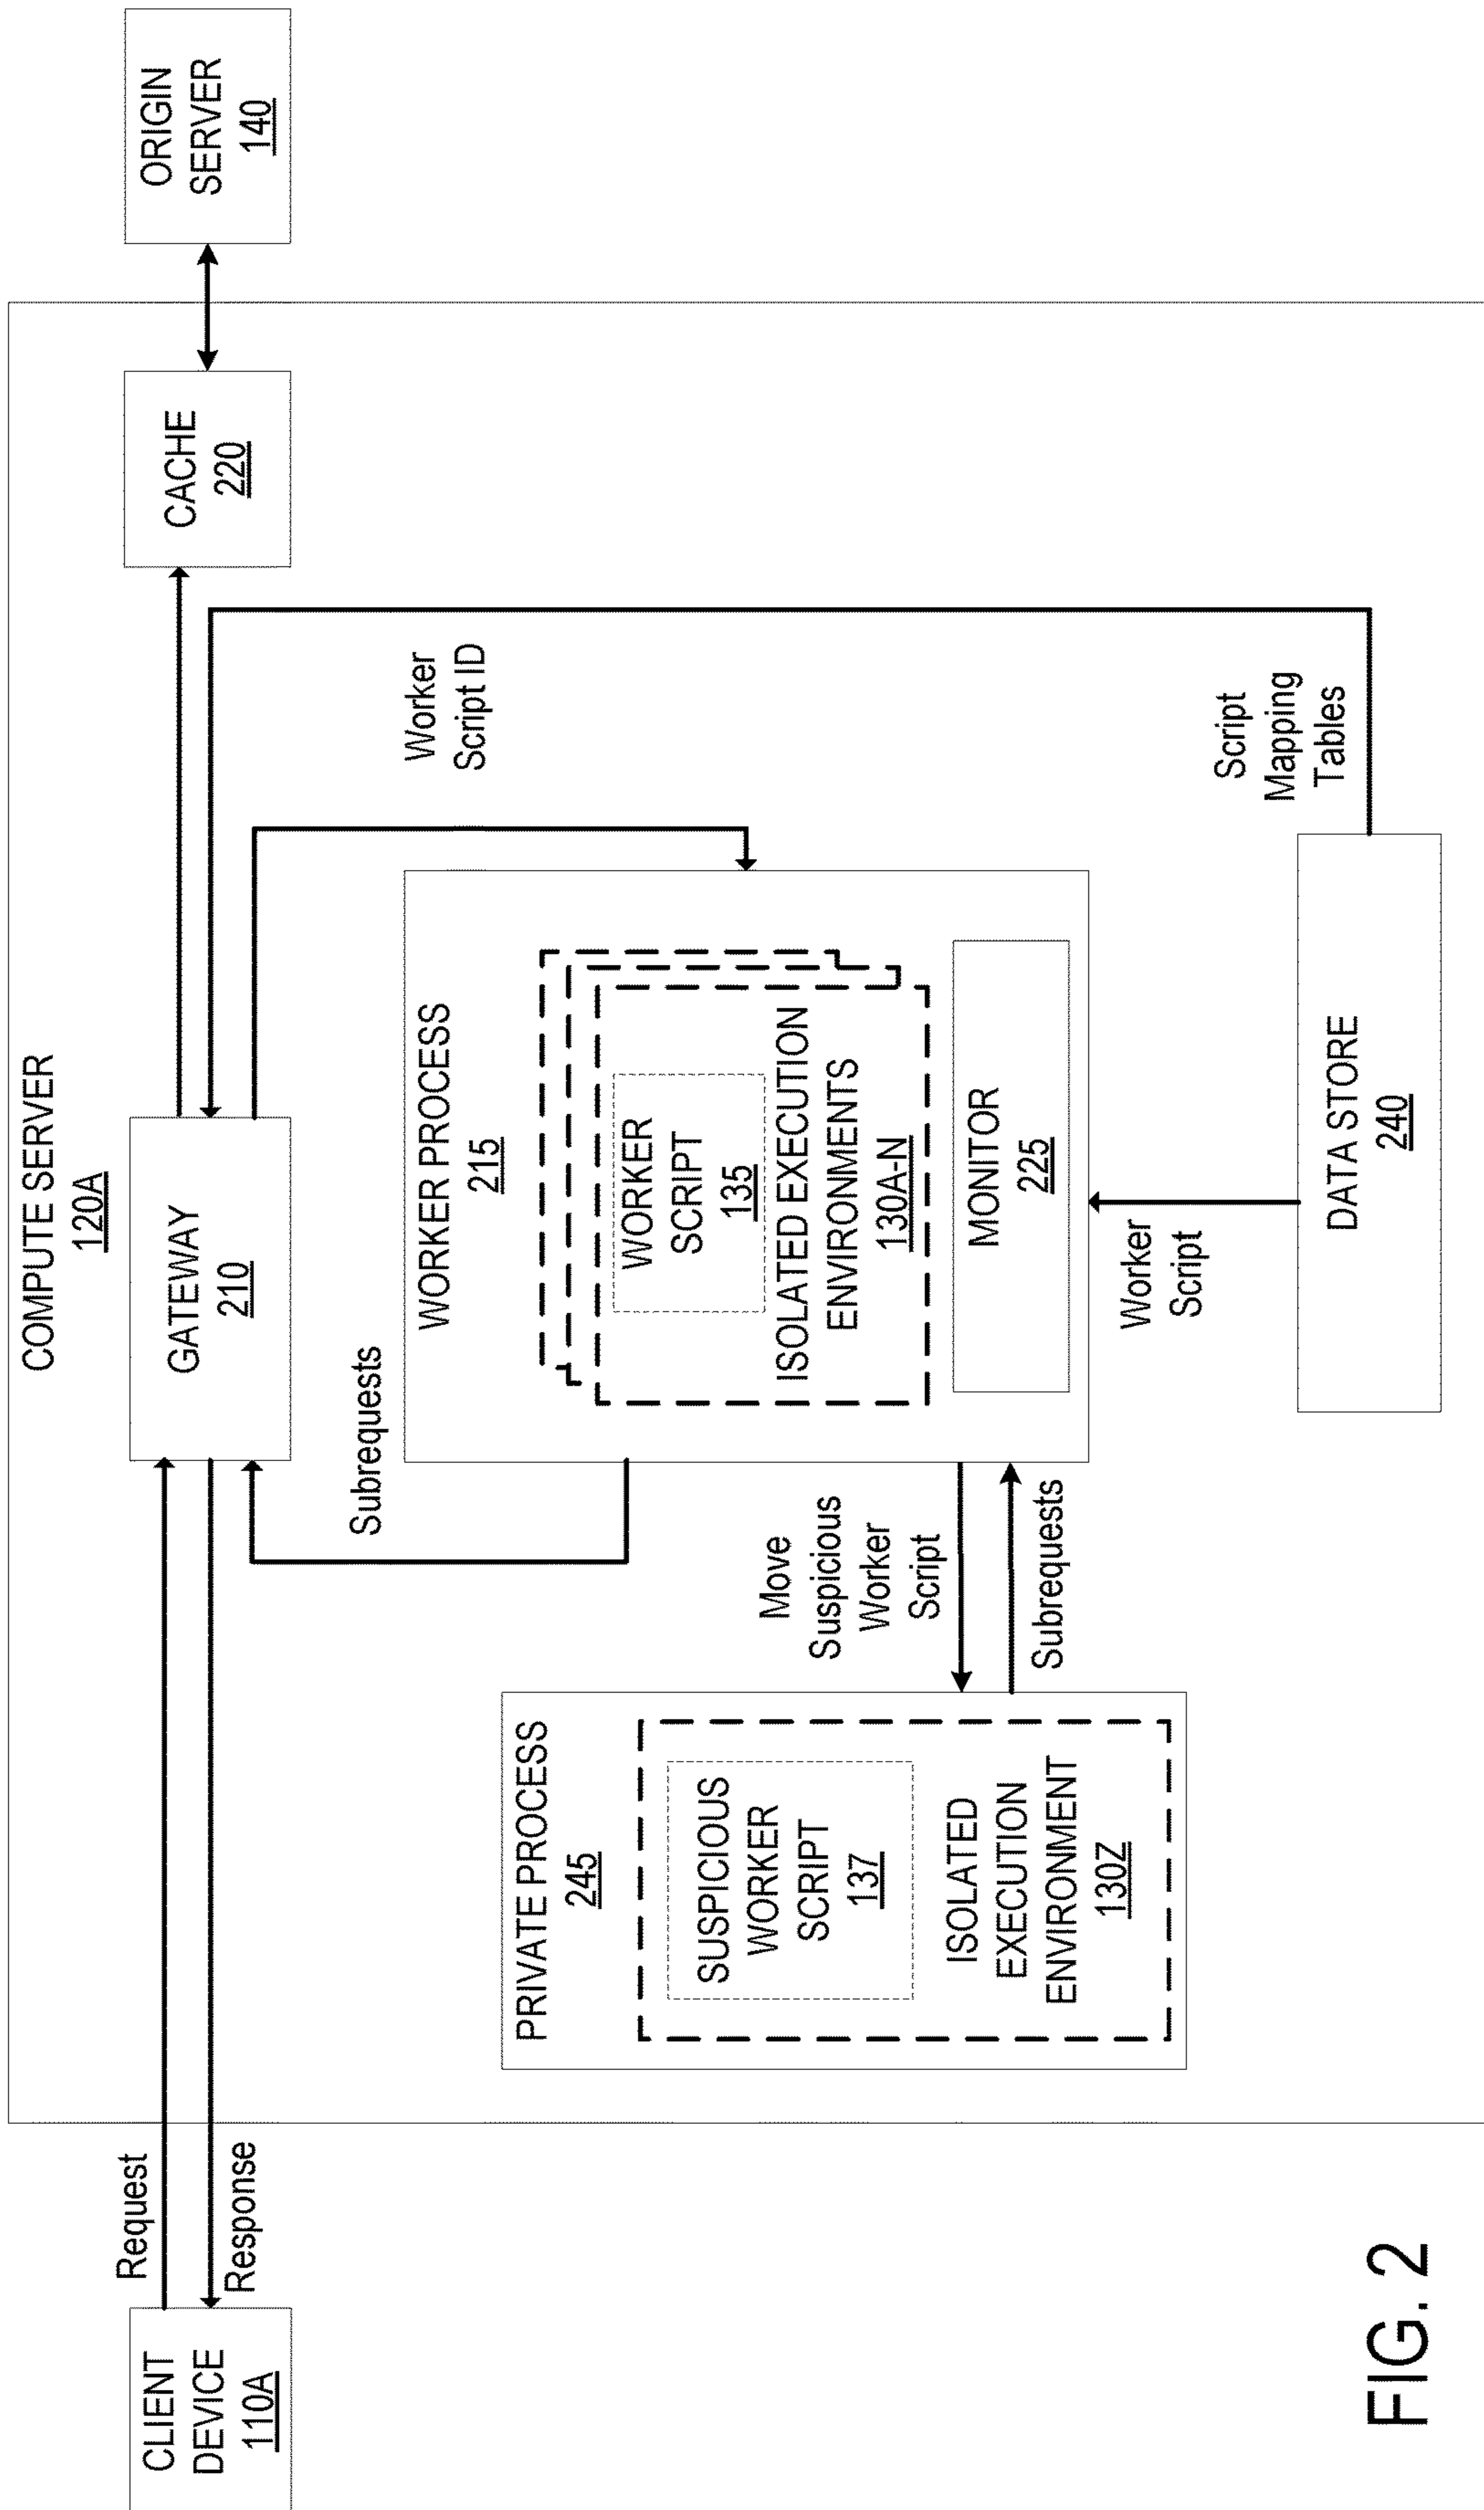 COMPUTE SERVER
120A
CLIENT
DEVICE
110A
Request
Response
GATEWAY
210
CACHE
220
ORIGIN
SERVER
140
Subrequests
Worker
Script ID
WORKER PROCESS
215
WORKER
SCRIPT
135
ISOLATED EXECUTION
ENVIRONMENTS
130A-N
MONITOR
225
PRIVATE PROCESS
245
SUSPICIOUS
WORKER
SCRIPT
137
ISOLATED
EXECUTION
ENVIRONMENT
130Z
Move
Suspicious
Worker
Script
Subrequests
Worker
Script
Script
Mapping
Tables
DATA STORE
240
FIG. 2